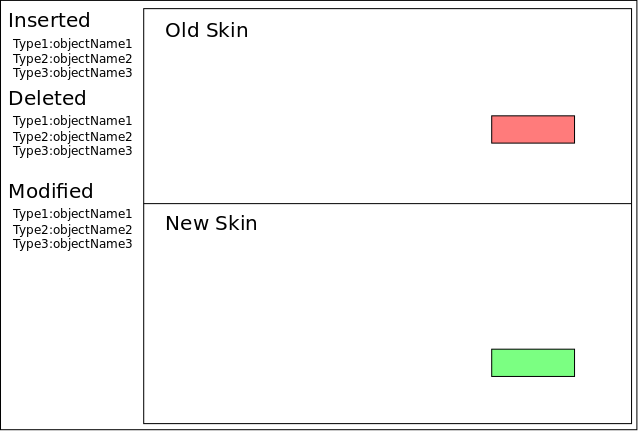 Inserted
Type1:objectName1
Type2:objectName2
Type3:objectName3
Deleted
Type1:objectName1
Type2:objectName2
Type3:objectName3
Modified
Type1:objectName1
Type2:objectName2
Type3:objectName3
Old Skin
New Skin